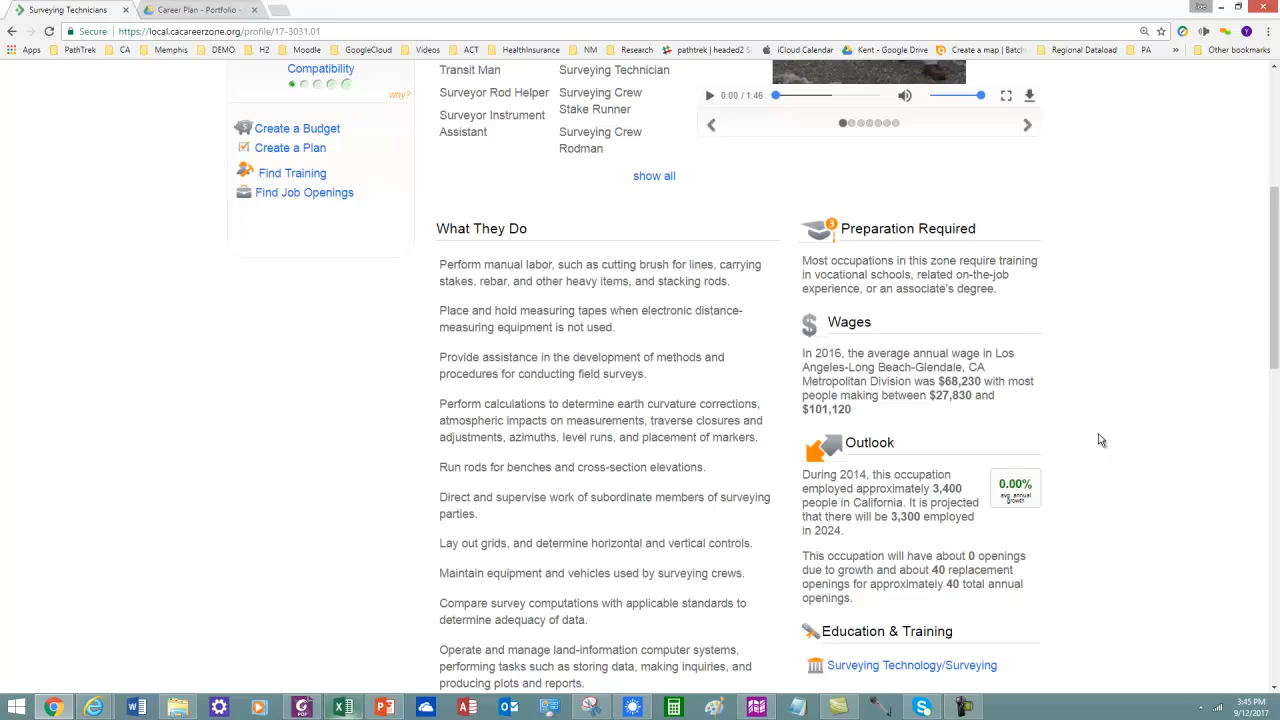 Surveying Technicians
Career Plan - Portfolio -
Secure
https://local.cacareerzone.org/profile/17-3031.01
Apps PathTrek CA Memphis DEMO H2 Moodle GoogleCloud Videos ACT HealthInsurance NM Research pathtrek | headed2 S iCloud Calendar Kent - Google Drive Create a map | Batch Regional Dataload PA » Other bookmarks
Compatibility
why?
Create a Budget
Create a Plan
Find Training
Find Job Openings
Transit Man
Surveyor Rod Helper
Surveyor Instrument
Assistant
Surveying Technician
Surveying Crew
Stake Runner
Surveying Crew
Rodman
show all
0:00 / 1:46
What They Do
Perform manual labor, such as cutting brush for lines, carrying
stakes, rebar, and other heavy items, and stacking rods.
Place and hold measuring tapes when electronic distance-
measuring equipment is not used.
Provide assistance in the development of methods and
procedures for conducting field surveys.
Perform calculations to determine earth curvature corrections,
atmospheric impacts on measurements, traverse closures and
adjustments, azimuths, level runs, and placement of markers.
Run rods for benches and cross-section elevations.
Direct and supervise work of subordinate members of surveying
parties.
Lay out grids, and determine horizontal and vertical controls.
Maintain equipment and vehicles used by surveying crews.
Compare survey computations with applicable standards to
determine adequacy of data.
Operate and manage land-information computer systems,
performing tasks such as storing data, making inquiries, and
producing plots and reports.
3
Preparation Required
Most occupations in this zone require training
in vocational schools, related on-the-job
experience, or an associate's degree.
Wages
In 2016, the average annual wage in Los
Angeles-Long Beach-Glendale, CA
Metropolitan Division was $68,230 with most
people making between $27,830 and
$101,120
Outlook
During 2014, this occupation
employed approximately 3,400
people in California. It is projected
that there will be 3,300 employed
in 2024.
0.00%
avg. annual
growth
This occupation will have about 0 openings
due to growth and about 40 replacement
openings for approximately 40 total annual
openings.
Education & Training
Surveying Technology/Surveying
3:45 PM
9/12/2017